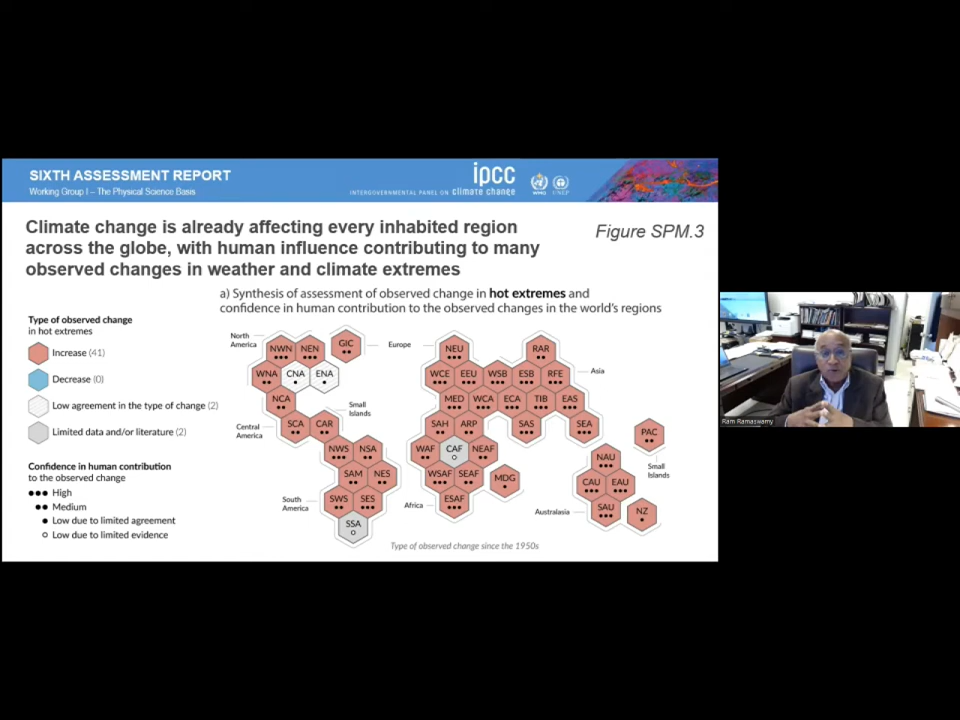 SIXTH ASSESSMENT REPORT
Working Group I – The Physical Science Basis
ipcc
INTERGOVERNMENTAL PANEL ON climate change
WMO
UNEP
Climate change is already affecting every inhabited region
across the globe, with human influence contributing to many
observed changes in weather and climate extremes
Figure SPM.3
a) Synthesis of assessment of observed change in hot extremes and
confidence in human contribution to the observed changes in the world's regions
Type of observed change
in hot extremes
Increase (41)
Decrease (0)
Low agreement in the type of change (2)
Limited data and/or literature (2)
Confidence in human contribution
to the observed change
High
Medium
Low due to limited agreement
Low due to limited evidence
North
America
NWN NEN GIC
WNA CNA ENA
NCA
Small
Islands
Central
America
SCA CAR
NWS NSA
SAM NES
South
America
SWS SES
SSA
Europe
NEU RAR
WCE EEU WSB ESB RFE
Asia
MED WCA ECA TIB EAS
SAH ARP SAS SEA
WAF CAF NEAF
WSAF SEAF MDG
Africa
ESAF
PAC
Small
Islands
NAU
CAU EAU
Australasia
SAU NZ
Type of observed change since the 1950s
Ram Ramaswamy